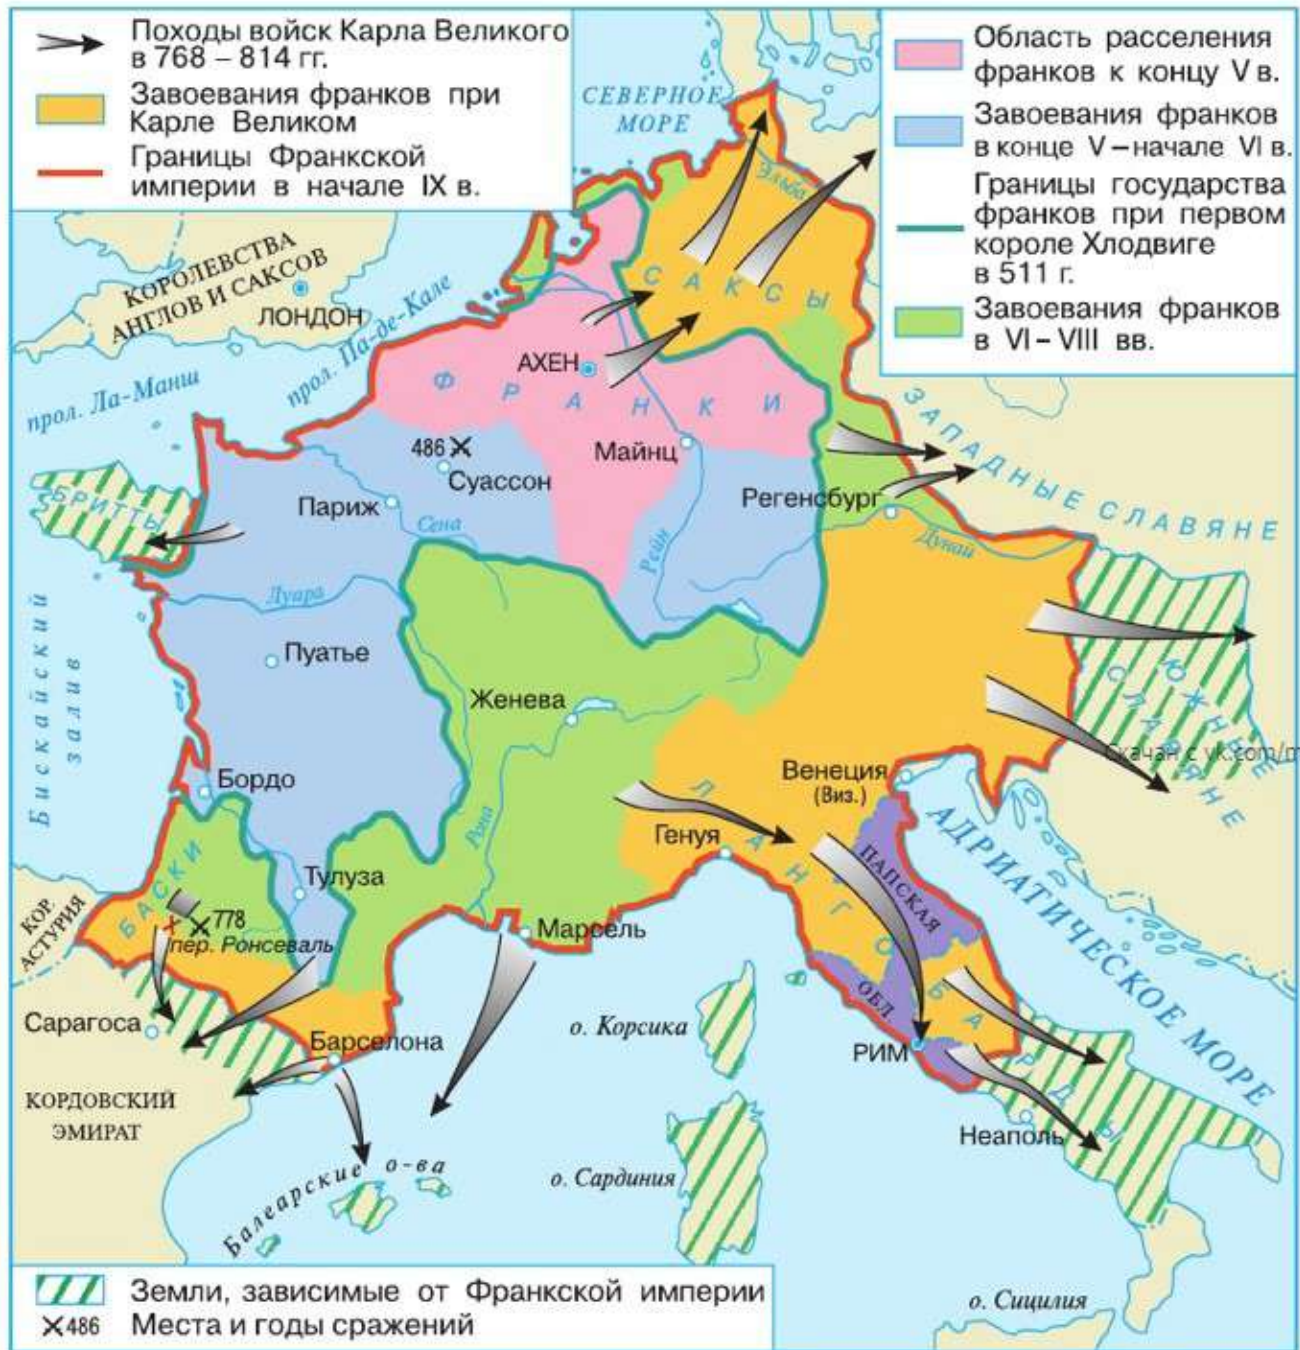 Походы войск Карла Великого
в 768 – 814 гг.
Завоевания франков при
Карле Великом
Границы Франкской
империи в начале IX в.
Область расселения
франков к концу V в.
Завоевания франков
в конце V – начале VI в.
Границы государства
франков при первом
короле Хлодвиге
в 511 г.
Завоевания франков
в VI – VIII вв.
СЕВЕРНОЕ
МОРЕ
Эльба
КОРОЛЕВСТВА
АНГЛОВ И САКСОВ
ЛОНДОН
САКСЫ
прол. Па-де-Кале
прол. Ла-Манш
АХЕН
ФРАНКИ
ЗАПАДНЫЕ СЛАВЯНЕ
486
Суассон
Майнц
Париж
Сена
Регенсбург
БРИТТЫ
Рейн
Дунай
Луара
Бискайский
залив
Пуатье
Женева
ЮЖНЫЕ
СЛАВЯНЕ
Скачан с vk.com/m
Бордо
Рона
Венеция
(Виз.)
Генуя
ЛАНГОБАРДЫ
АДРИАТИЧЕСКОЕ МОРЕ
ПАПСКАЯ
ОБЛ
БАСКИ
Тулуза
778
пер. Ронсеваль
Марсель
КОР.
АСТУРИЯ
Сарагоса
Барселона
о. Корсика
РИМ
КОРДОВСКИЙ
ЭМИРАТ
Неаполь
Балеарские о-ва
о. Сардиния
о. Сицилия
Земли, зависимые от Франкской империи
486 Места и годы сражений